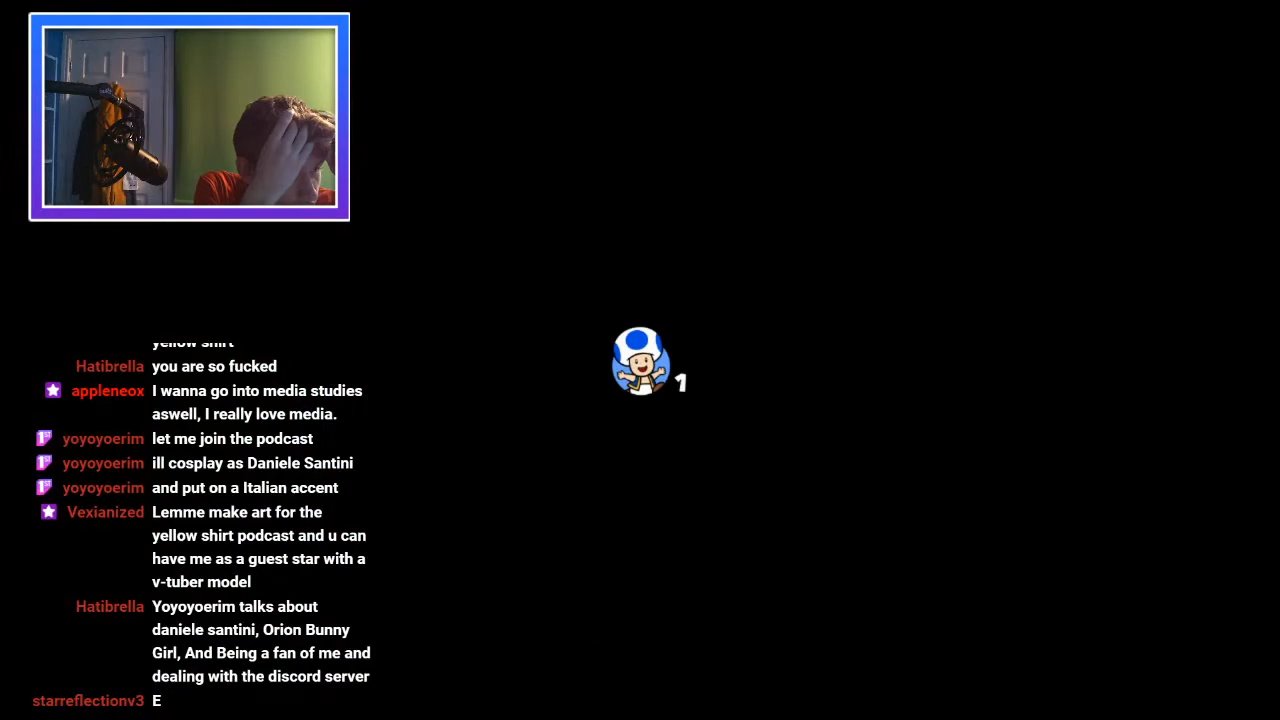 yellow shirt
Hatibrella you are so fucked
appleneox I wanna go into media studies
aswell, I really love media.
yoyoyoerim let me join the podcast
yoyoyoerim ill cosplay as Daniele Santini
yoyoyoerim and put on a Italian accent
Vexianized Lemme make art for the
yellow shirt podcast and u can
have me as a guest star with a
v-tuber model
Hatibrella Yoyoyoerim talks about
daniele santini, Orion Bunny
Girl, And Being a fan of me and
dealing with the discord server
starreflectionv3 E
1